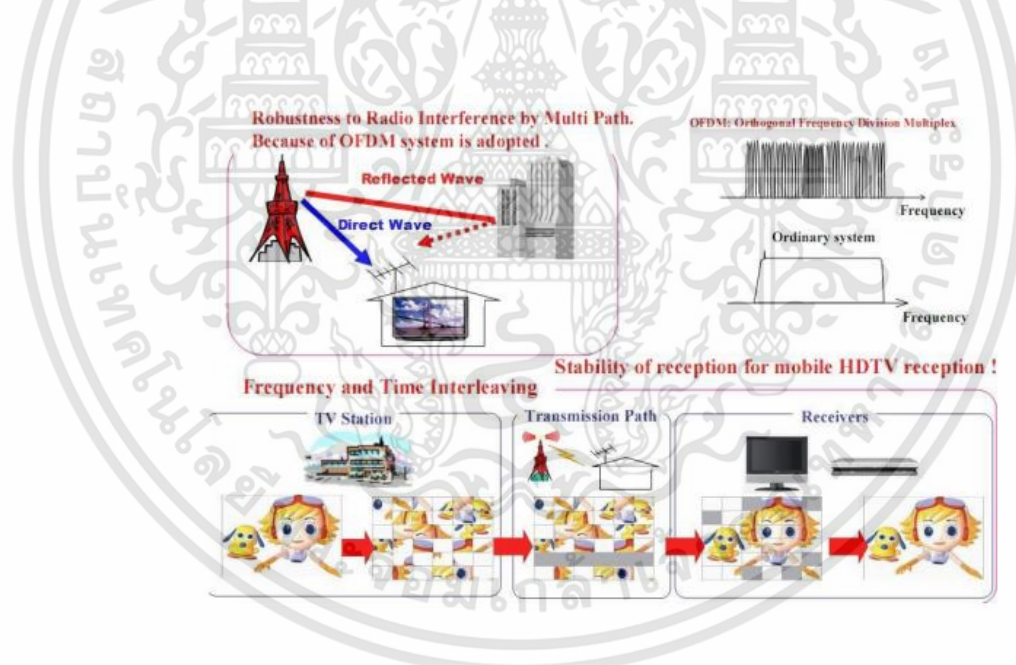 Robustness to Radio Interference by Multi Path.
Because of OFDM system is adopted .
Reflected Wave
Direct Wave
OFDM: Orthogonal Frequency Division Multiplex
Frequency
Ordinary system
Frequency
Stability of reception for mobile HDTV reception !
Frequency and Time Interleaving
TV Station
Transmission Path
Receivers